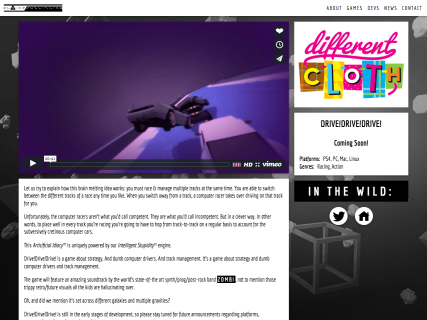 ABOUT GAMES DEVS NEWS CONTACT
different
CLOTH
HD vimeo
DRIVE!DRIVE!DRIVE!
Coming Soon!
Platforms: PS4, PC, Mac, Linux
Genres: Racing, Action
IN THE WILD:
Let us try to explain how this brain melting idea works: you must race & manage multiple tracks at the same time. You are able to switch
between the different tracks of a race any time you like. When you switch away from a track, a computer racer takes over driving on that track
for you.
Unfortunately, the computer racers aren't what you'd call competent. They are what you'd call incompetent. But in a clever way. In other
words, to place well in every track you're racing you're going to have to hop from track-to-track on a regular basis to account for the
subversively cretinous computer cars.
This Artificial Idiocy™ is uniquely powered by our Intelligent Stupidity™ engine.
Drive!Drive!Drive! is a game about strategy. And dumb computer drivers. And track management. It's a game about strategy and dumb
computer drivers and track management.
The game will feature an amazing soundtrack by the world's state-of-the-art synth/prog/post-rock band ZOMBI, not to mention those
trippy retro/future visuals all the kids are hallucinating over.
Oh, and did we mention it's set across different galaxies and multiple gravities?
Drive!Drive!Drive! is still in the early stages of development, so please stay tuned for future announcements regarding platforms,